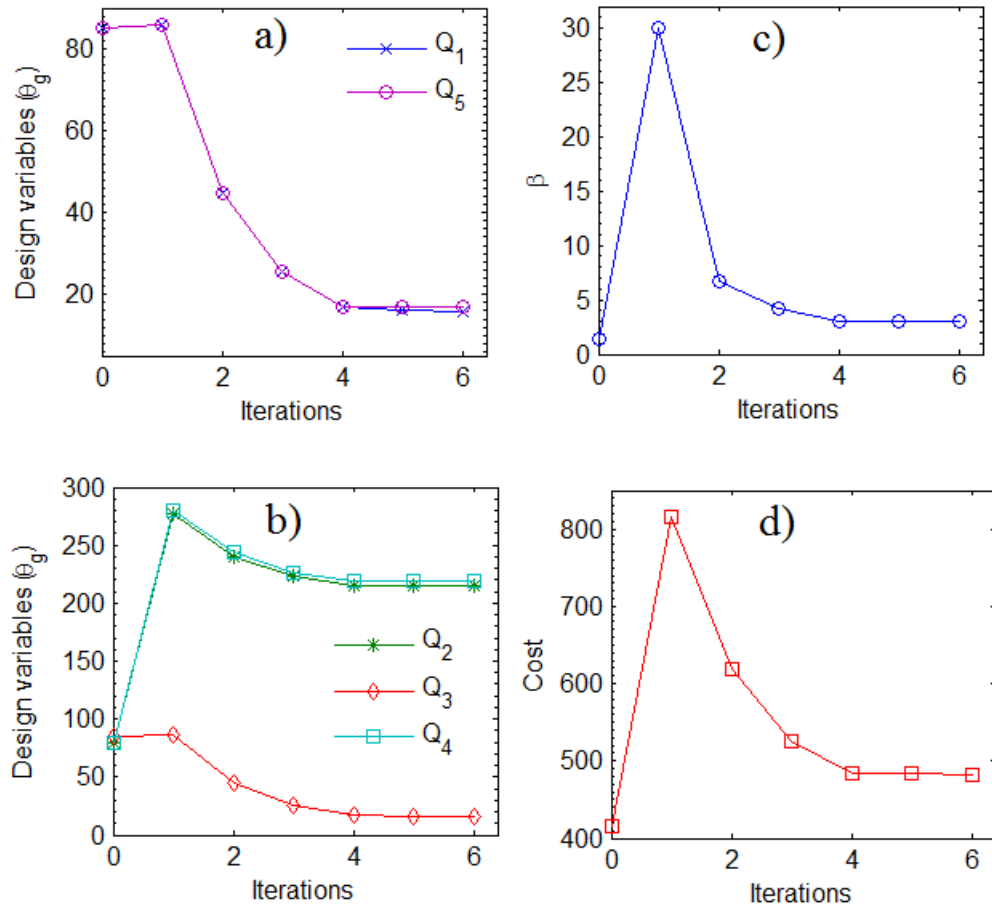 a)
Q1
Q5
80
60
40
20
0
2
4
6
Design variables (θg)
Iterations
c)
30
25
20
15
10
5
0
0
2
4
6
β
Iterations
b)
300
250
200
150
100
50
0
Q2
Q3
Q4
0
2
4
6
Design variables (θg)
Iterations
d)
800
700
600
500
400
0
2
4
6
Cost
Iterations